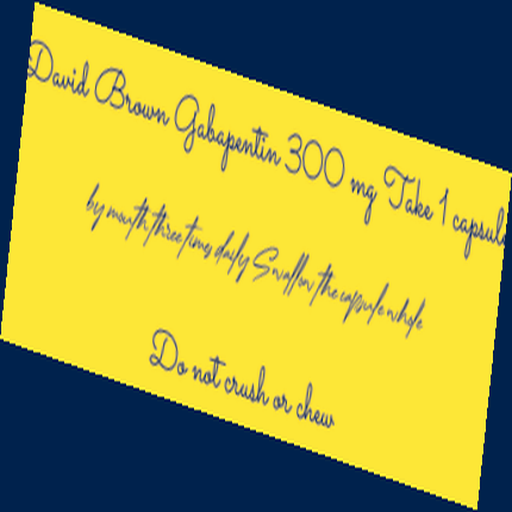 David Brown Gabapentin 300 mg Take 1 capsule
by mouth three times daily Swallow the capsule whole
Do not crush or chew